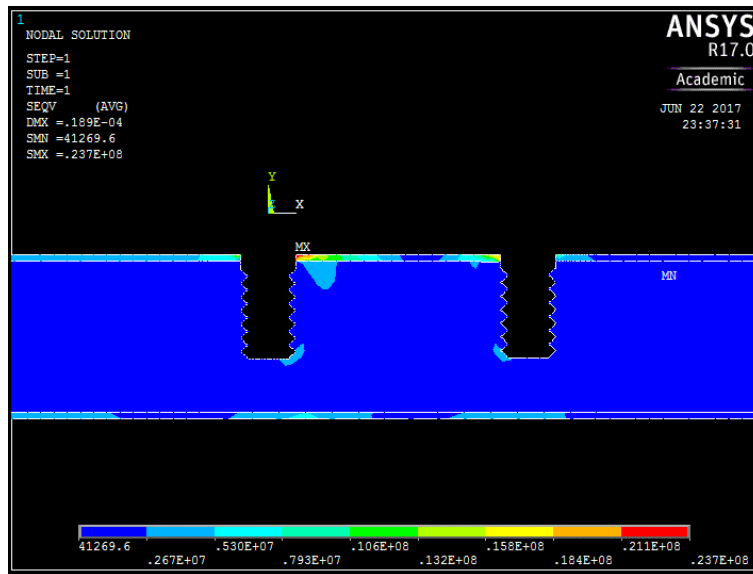 1
NODAL SOLUTION
STEP=1
SUB =1
TIME=1
SEQV (AVG)
DMX =.189E-04
SMN =41269.6
SMX =.237E+08
ANSYS
R17.0
Academic
JUN 22 2017
23:37:31
Y
X
MX
MN
41269.6 .530E+07 .106E+08 .158E+08 .211E+08
.267E+07 .793E+07 .132E+08 .184E+08 .237E+08